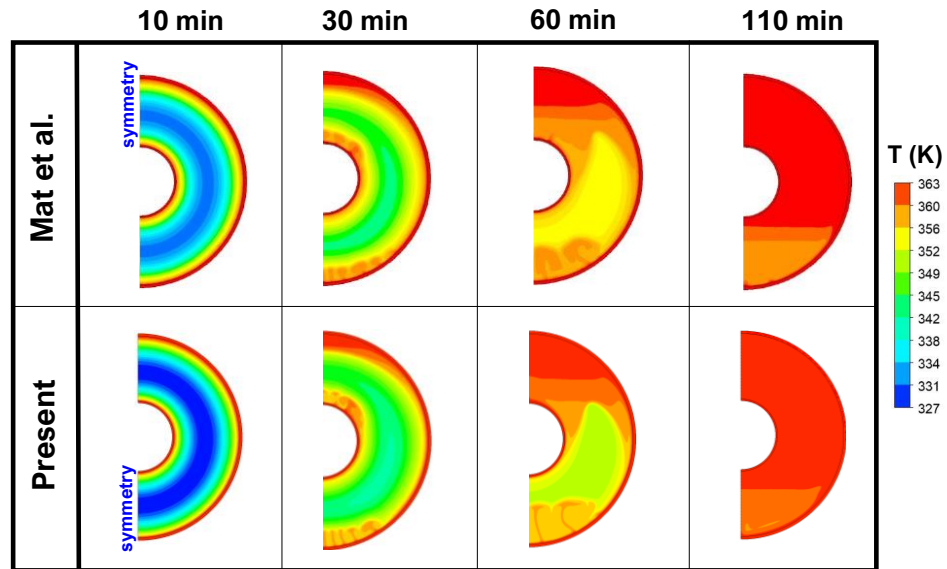 10 min 30 min 60 min 110 min
Mat et al.
symmetry
Present
symmetry
T (K)
363
360
356
352
349
345
342
338
334
331
327